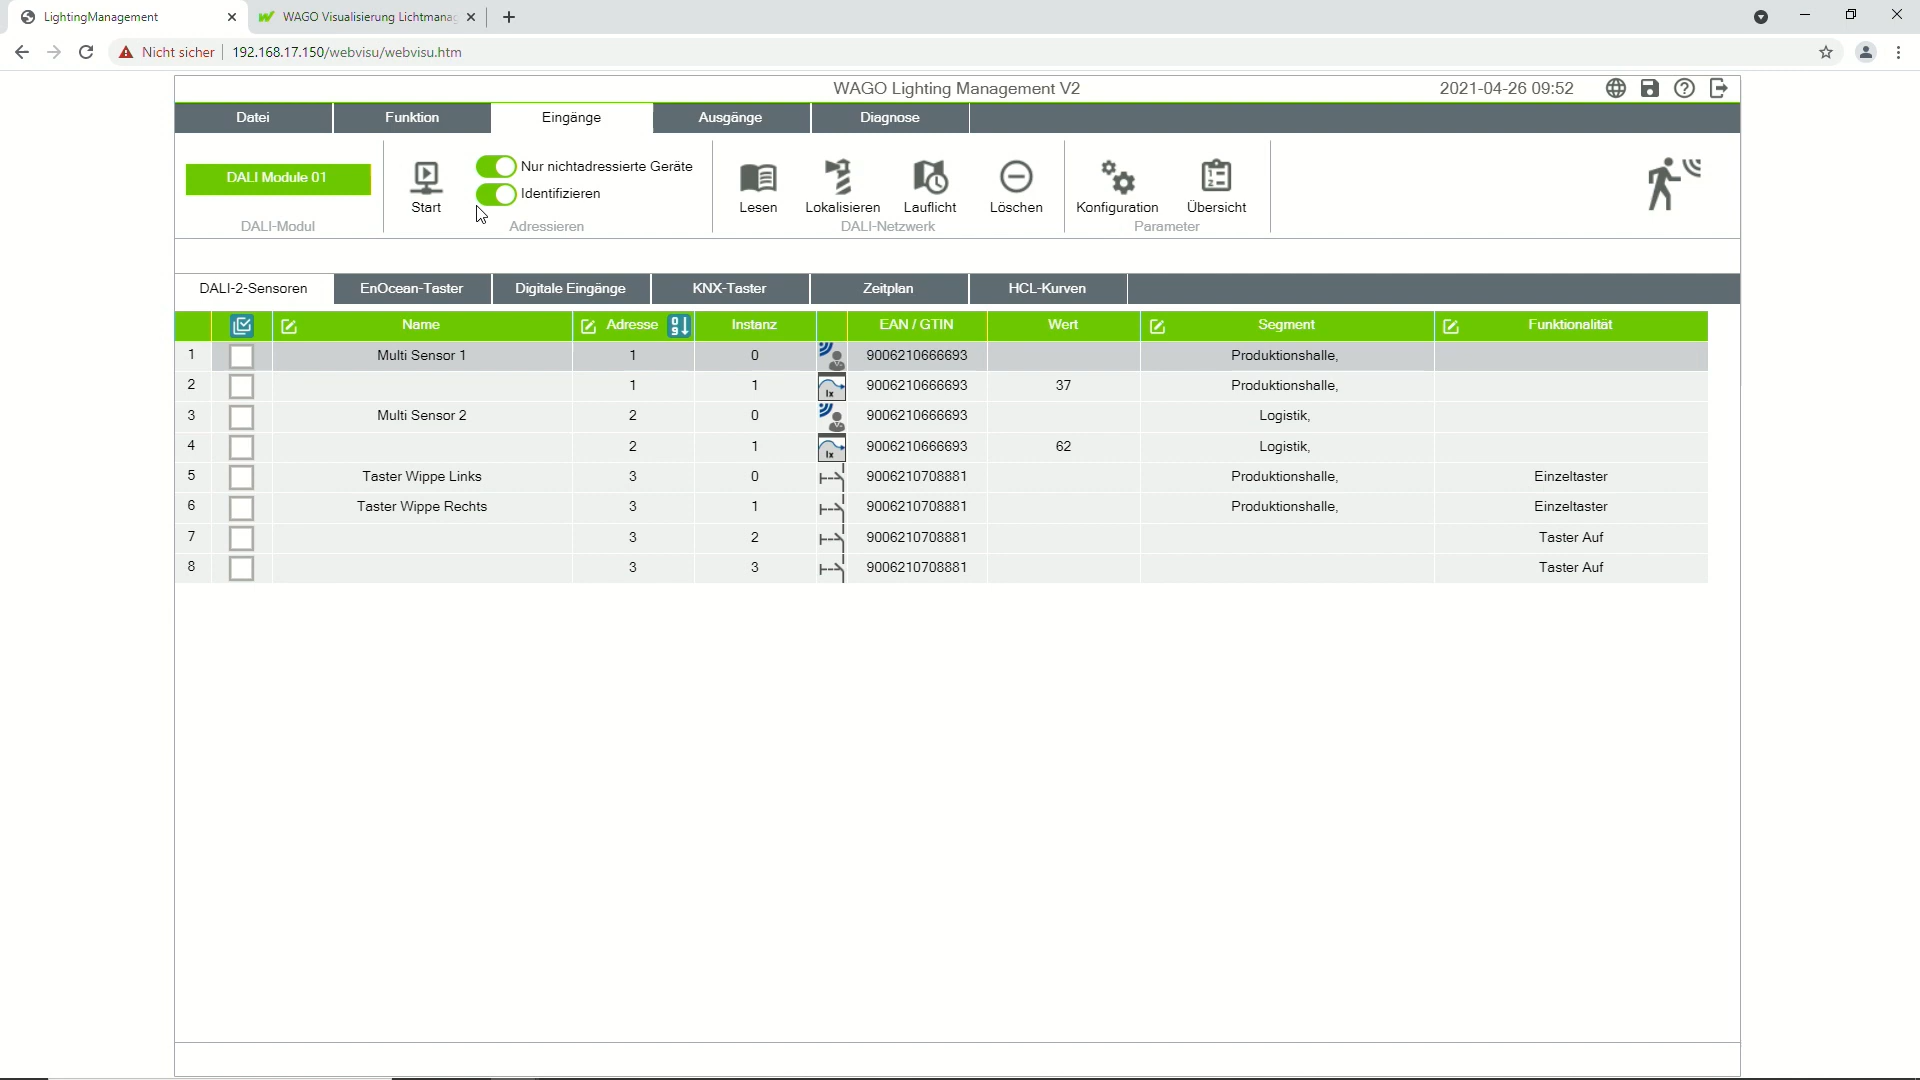 LightingManagement
WAGO Visualisierung Lichtmanag
Nicht sicher
192.168.17.150/webvisu/webvisu.htm
WAGO Lighting Management V2
2021-04-26 09:52
Datei
Funktion
Eingänge
Ausgänge
Diagnose
DALI Module 01
DALI-Modul
Start
Nur nichtadressierte Geräte
Identifizieren
Adressieren
Lesen
Lokalisieren
Lauflicht
Löschen
DALI-Netzwerk
Konfiguration
Übersicht
Parameter
DALI-2-Sensoren
EnOcean-Taster
Digitale Eingänge
KNX-Taster
Zeitplan
HCL-Kurven
Name Adresse Instanz EAN / GTIN Wert Segment Funktionalität
1 Multi Sensor 1 1 0 9006210666693 Produktionshalle,
2 1 1 lx 9006210666693 37 Produktionshalle,
3 Multi Sensor 2 2 0 9006210666693 Logistik,
4 2 1 lx 9006210666693 62 Logistik,
5 Taster Wippe Links 3 0 9006210708881 Produktionshalle, Einzeltaster
6 Taster Wippe Rechts 3 1 9006210708881 Produktionshalle, Einzeltaster
7 3 2 9006210708881 Taster Auf
8 3 3 9006210708881 Taster Auf